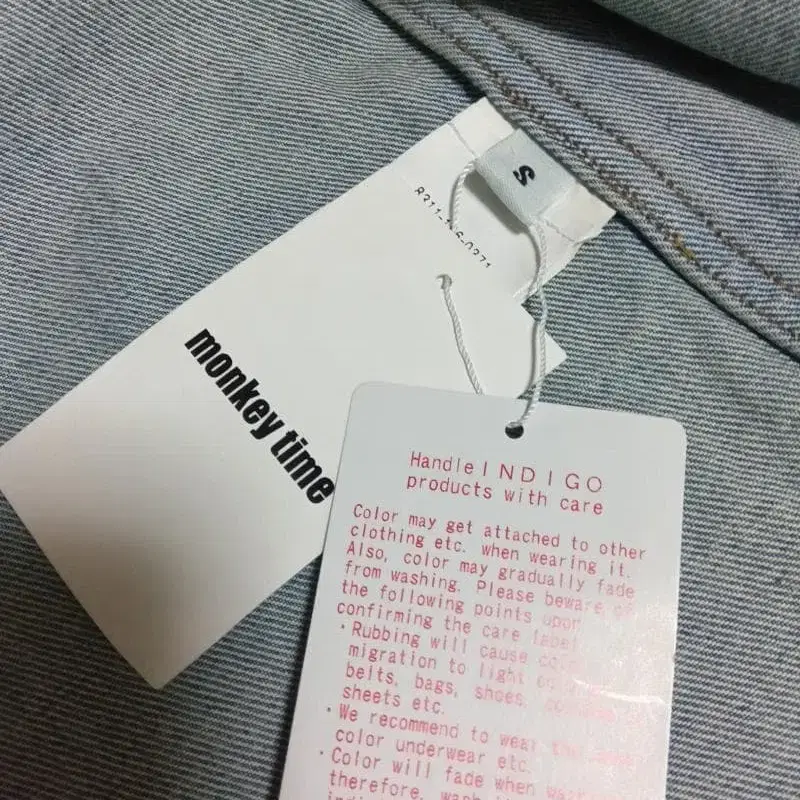 S
monkey time
Handle INDIGO
products with care
Color may get attached to other
clothing etc. when wearing it.
Also, color may gradually fade
from washing. Please beware of
the following points upon
confirming the care label
・Rubbing will cause
migration to light
belts, bags, shoes,
sheets etc.
・We recommend to wear the same
color underwear etc.
・Color will fade when
therefore,